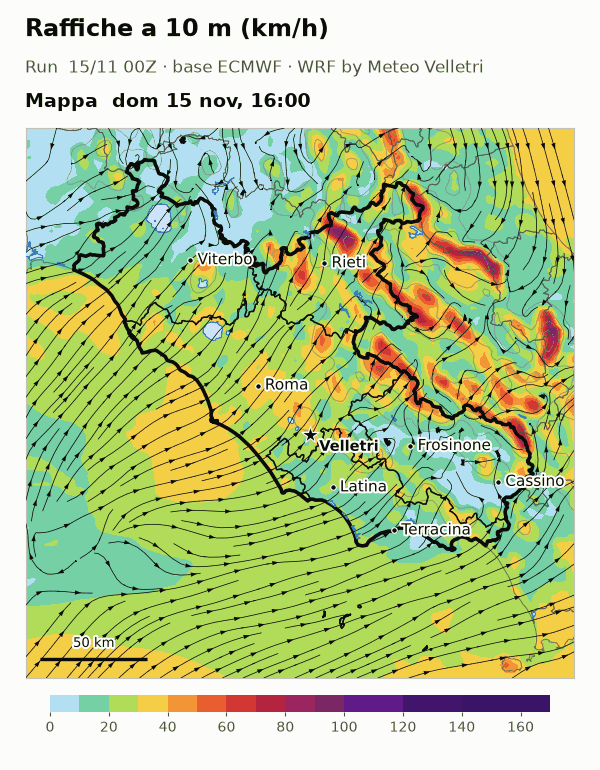 Raffiche a 10 m (km/h)
Run  15/11 00Z · base ECMWF · WRF by Meteo Velletri
Mappa  dom 15 nov, 16:00
Viterbo
Rieti
Roma
Velletri
Frosinone
Cassino
Latina
Terracina
50 km
0 20 40 60 80 100 120 140 160